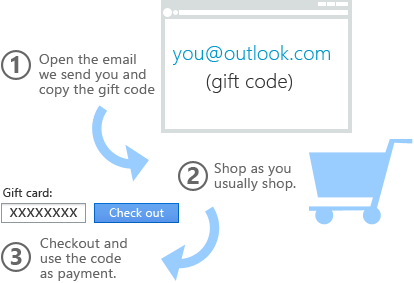 1
Open the email
we send you and
copy the gift code
you@outlook.com
(gift code)
2
Shop as you
usually shop.
Gift card:
XXXXXXXX
Check out
3
Checkout and
use the code
as payment.